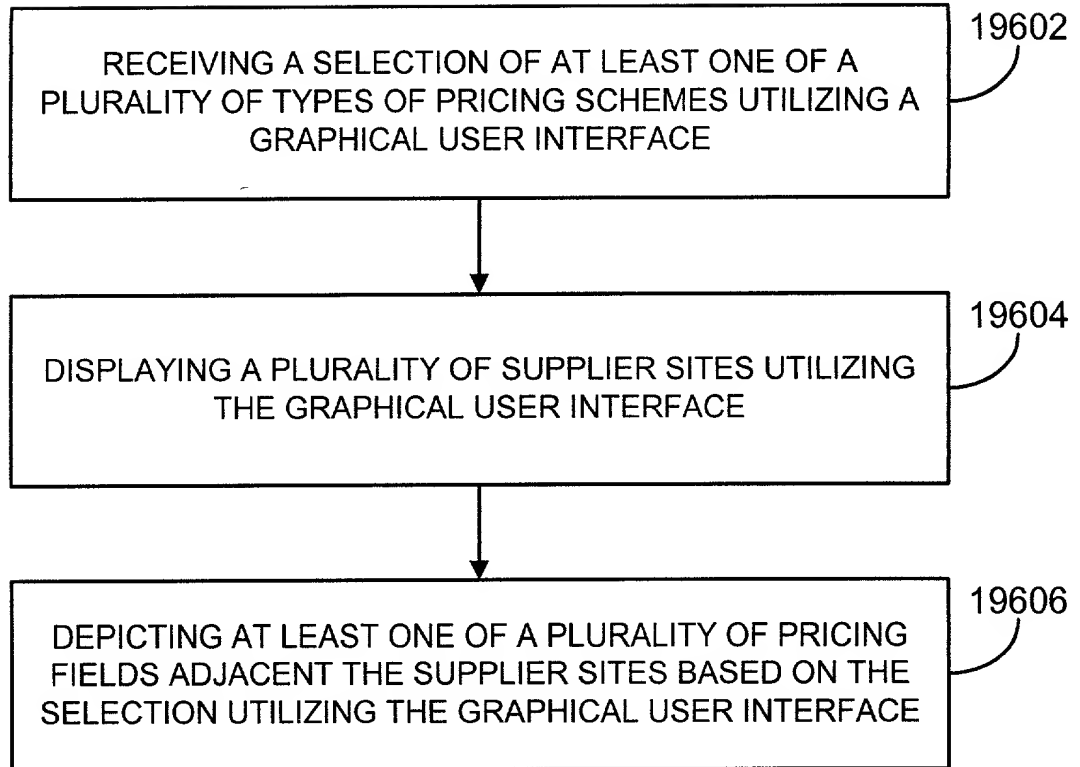 19602
RECEIVING A SELECTION OF AT LEAST ONE OF A
PLURALITY OF TYPES OF PRICING SCHEMES UTILIZING A
GRAPHICAL USER INTERFACE
19604
DISPLAYING A PLURALITY OF SUPPLIER SITES UTILIZING
THE GRAPHICAL USER INTERFACE
19606
DEPICTING AT LEAST ONE OF A PLURALITY OF PRICING
FIELDS ADJACENT THE SUPPLIER SITES BASED ON THE
SELECTION UTILIZING THE GRAPHICAL USER INTERFACE